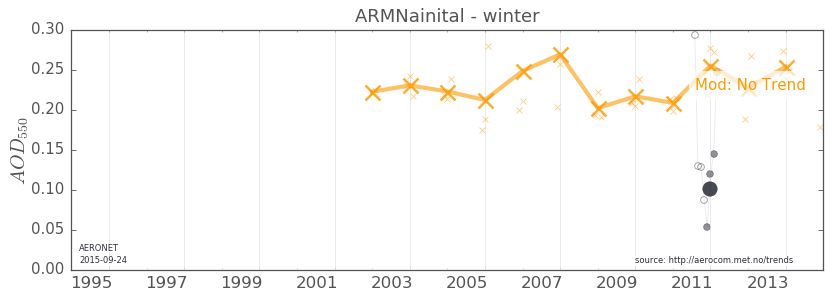 ARMNainital - winter
0.30
0.25
0.20
0.15
0.10
0.05
0.00
AOD550
Mod: No Trend
AERONET
2015-09-24
source: http://aerocom.met.no/trends
1995 1997 1999 2001 2003 2005 2007 2009 2011 2013